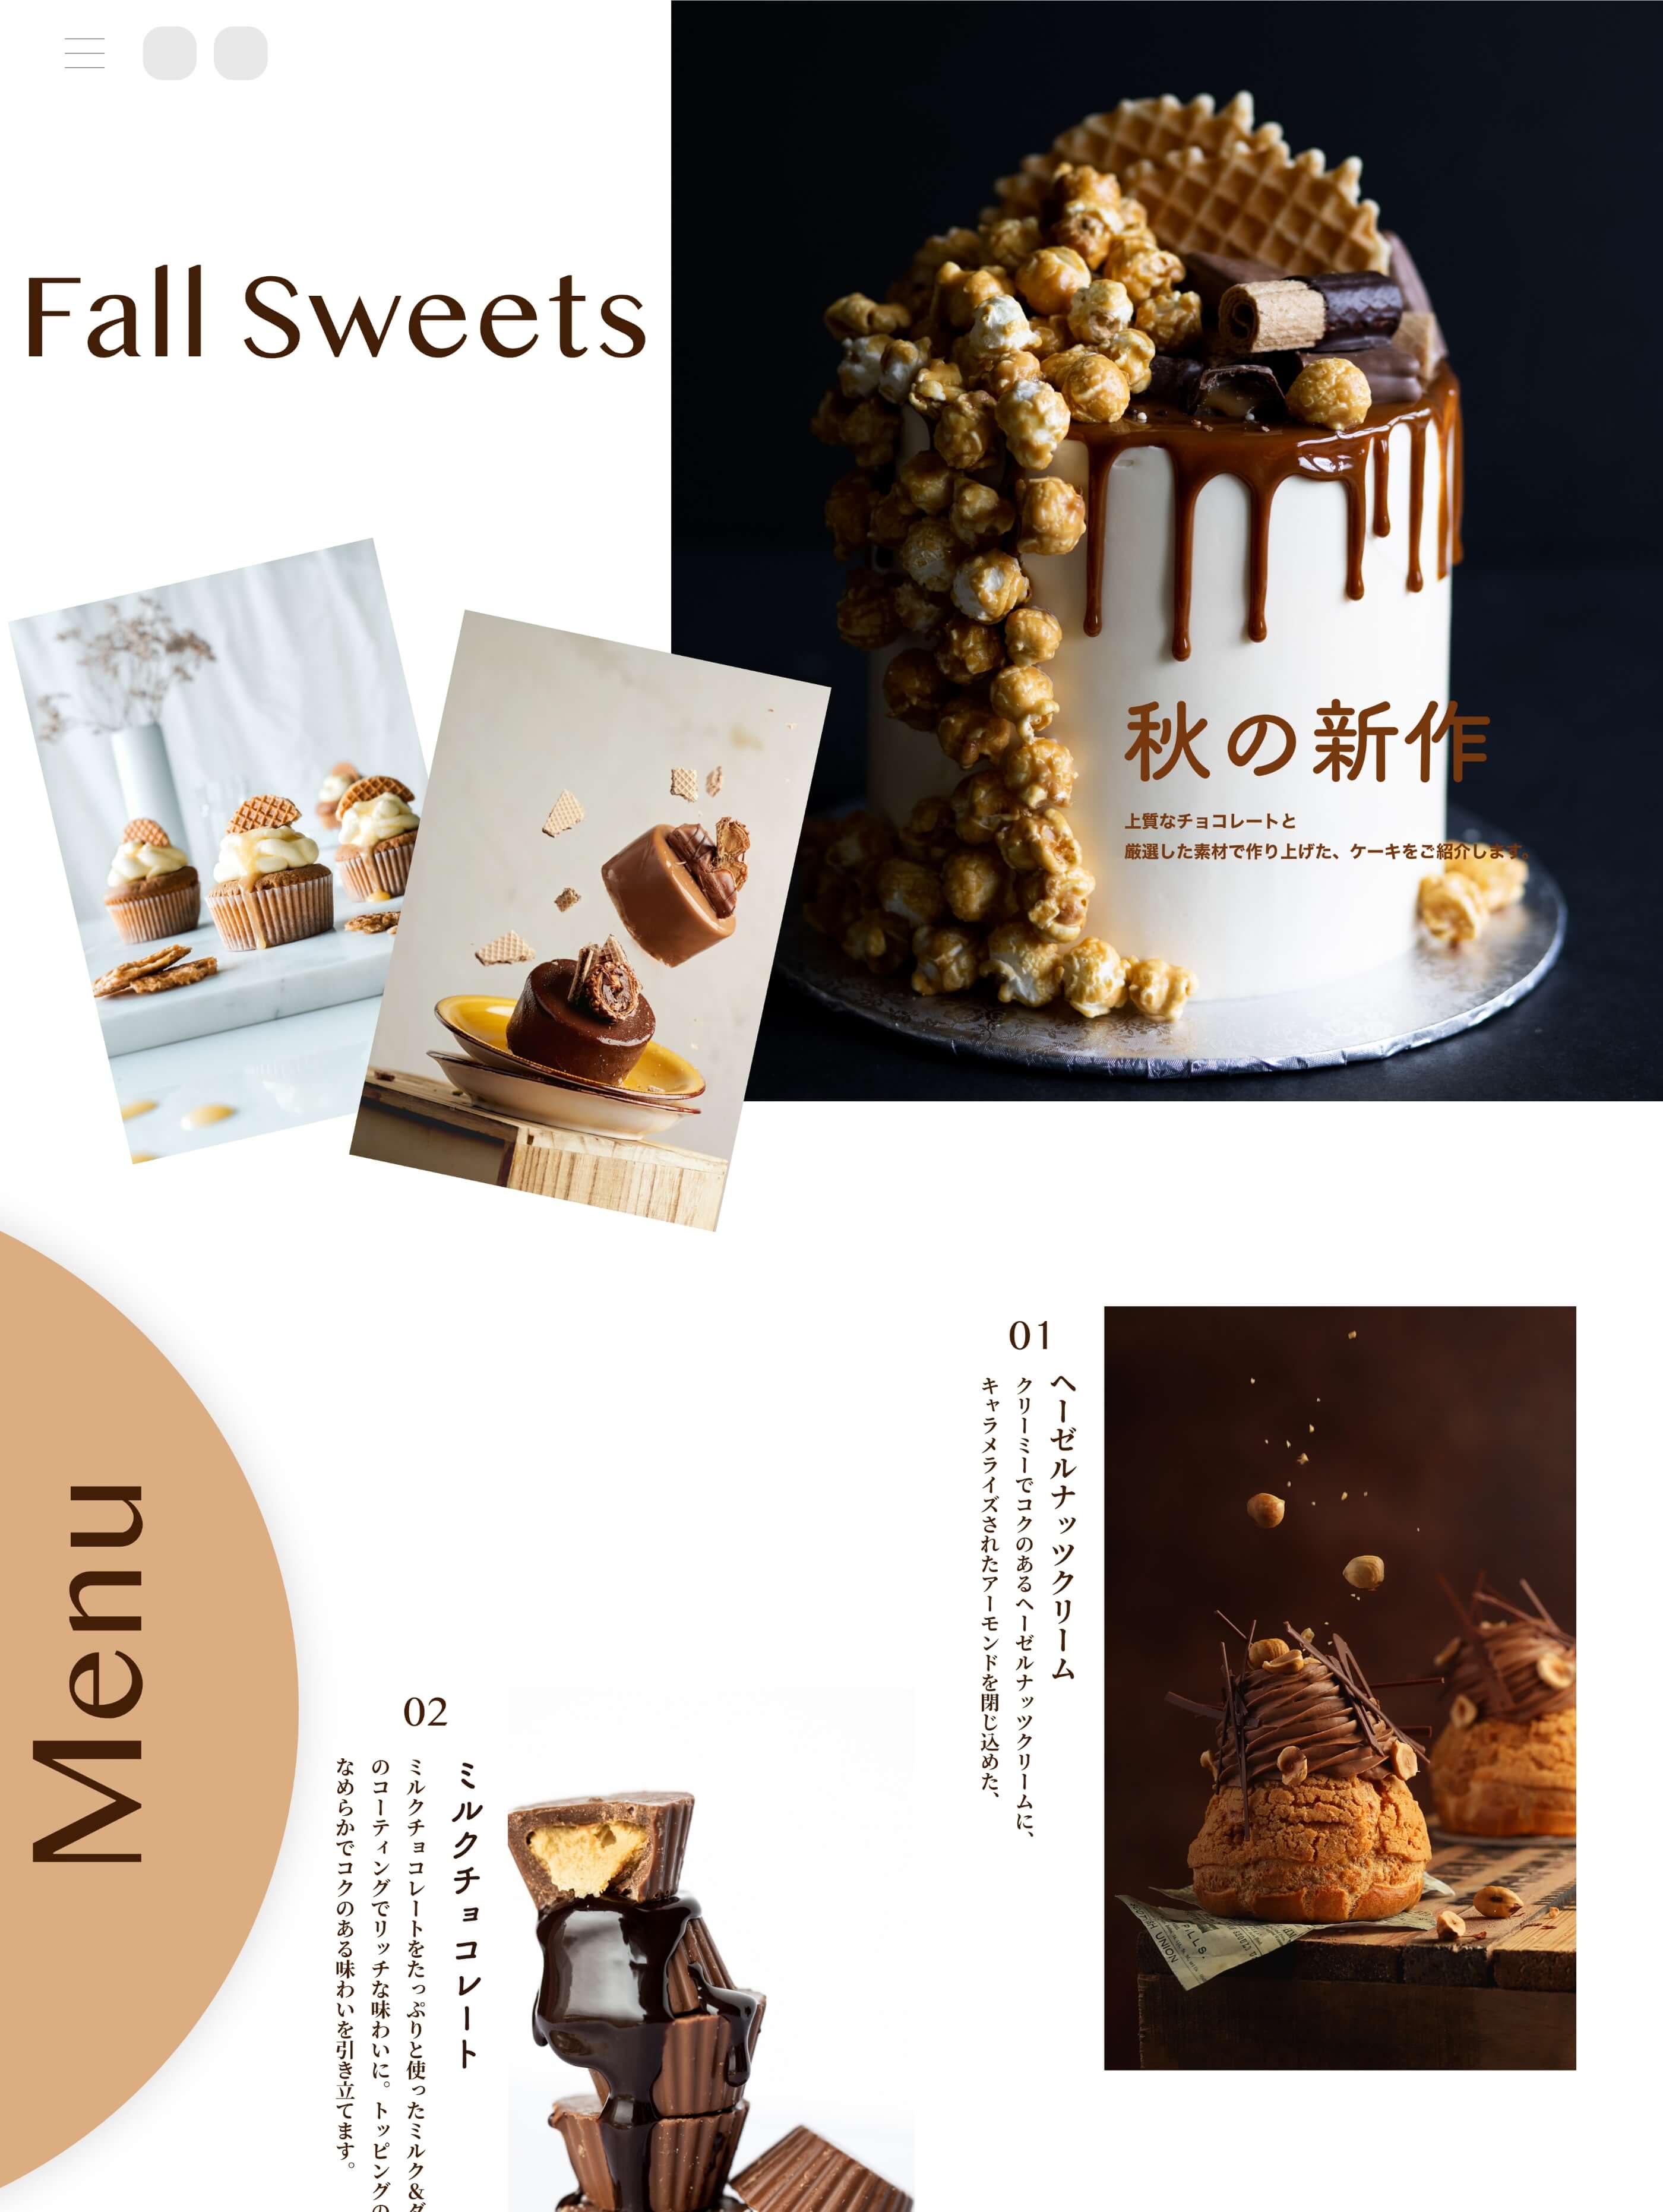 Fall Sweets
秋の新作
上質なチョコレートと
厳選した素材で作り上げた、ケーキをご紹介します。
Menu
01
ヘーゼルナッツクリーム
クリーミーでコクのあるヘーゼルナッツクリームに、
キャラメライズされたアーモンドを閉じ込めた、
02
ミルクチョコレート
ミルクチョコレートをたっぷりと使ったミルク&ダ
のコーティングでリッチな味わいに。トッピングの
なめらかでコクのある味わいを引き立てます。
UNION
PILLS.